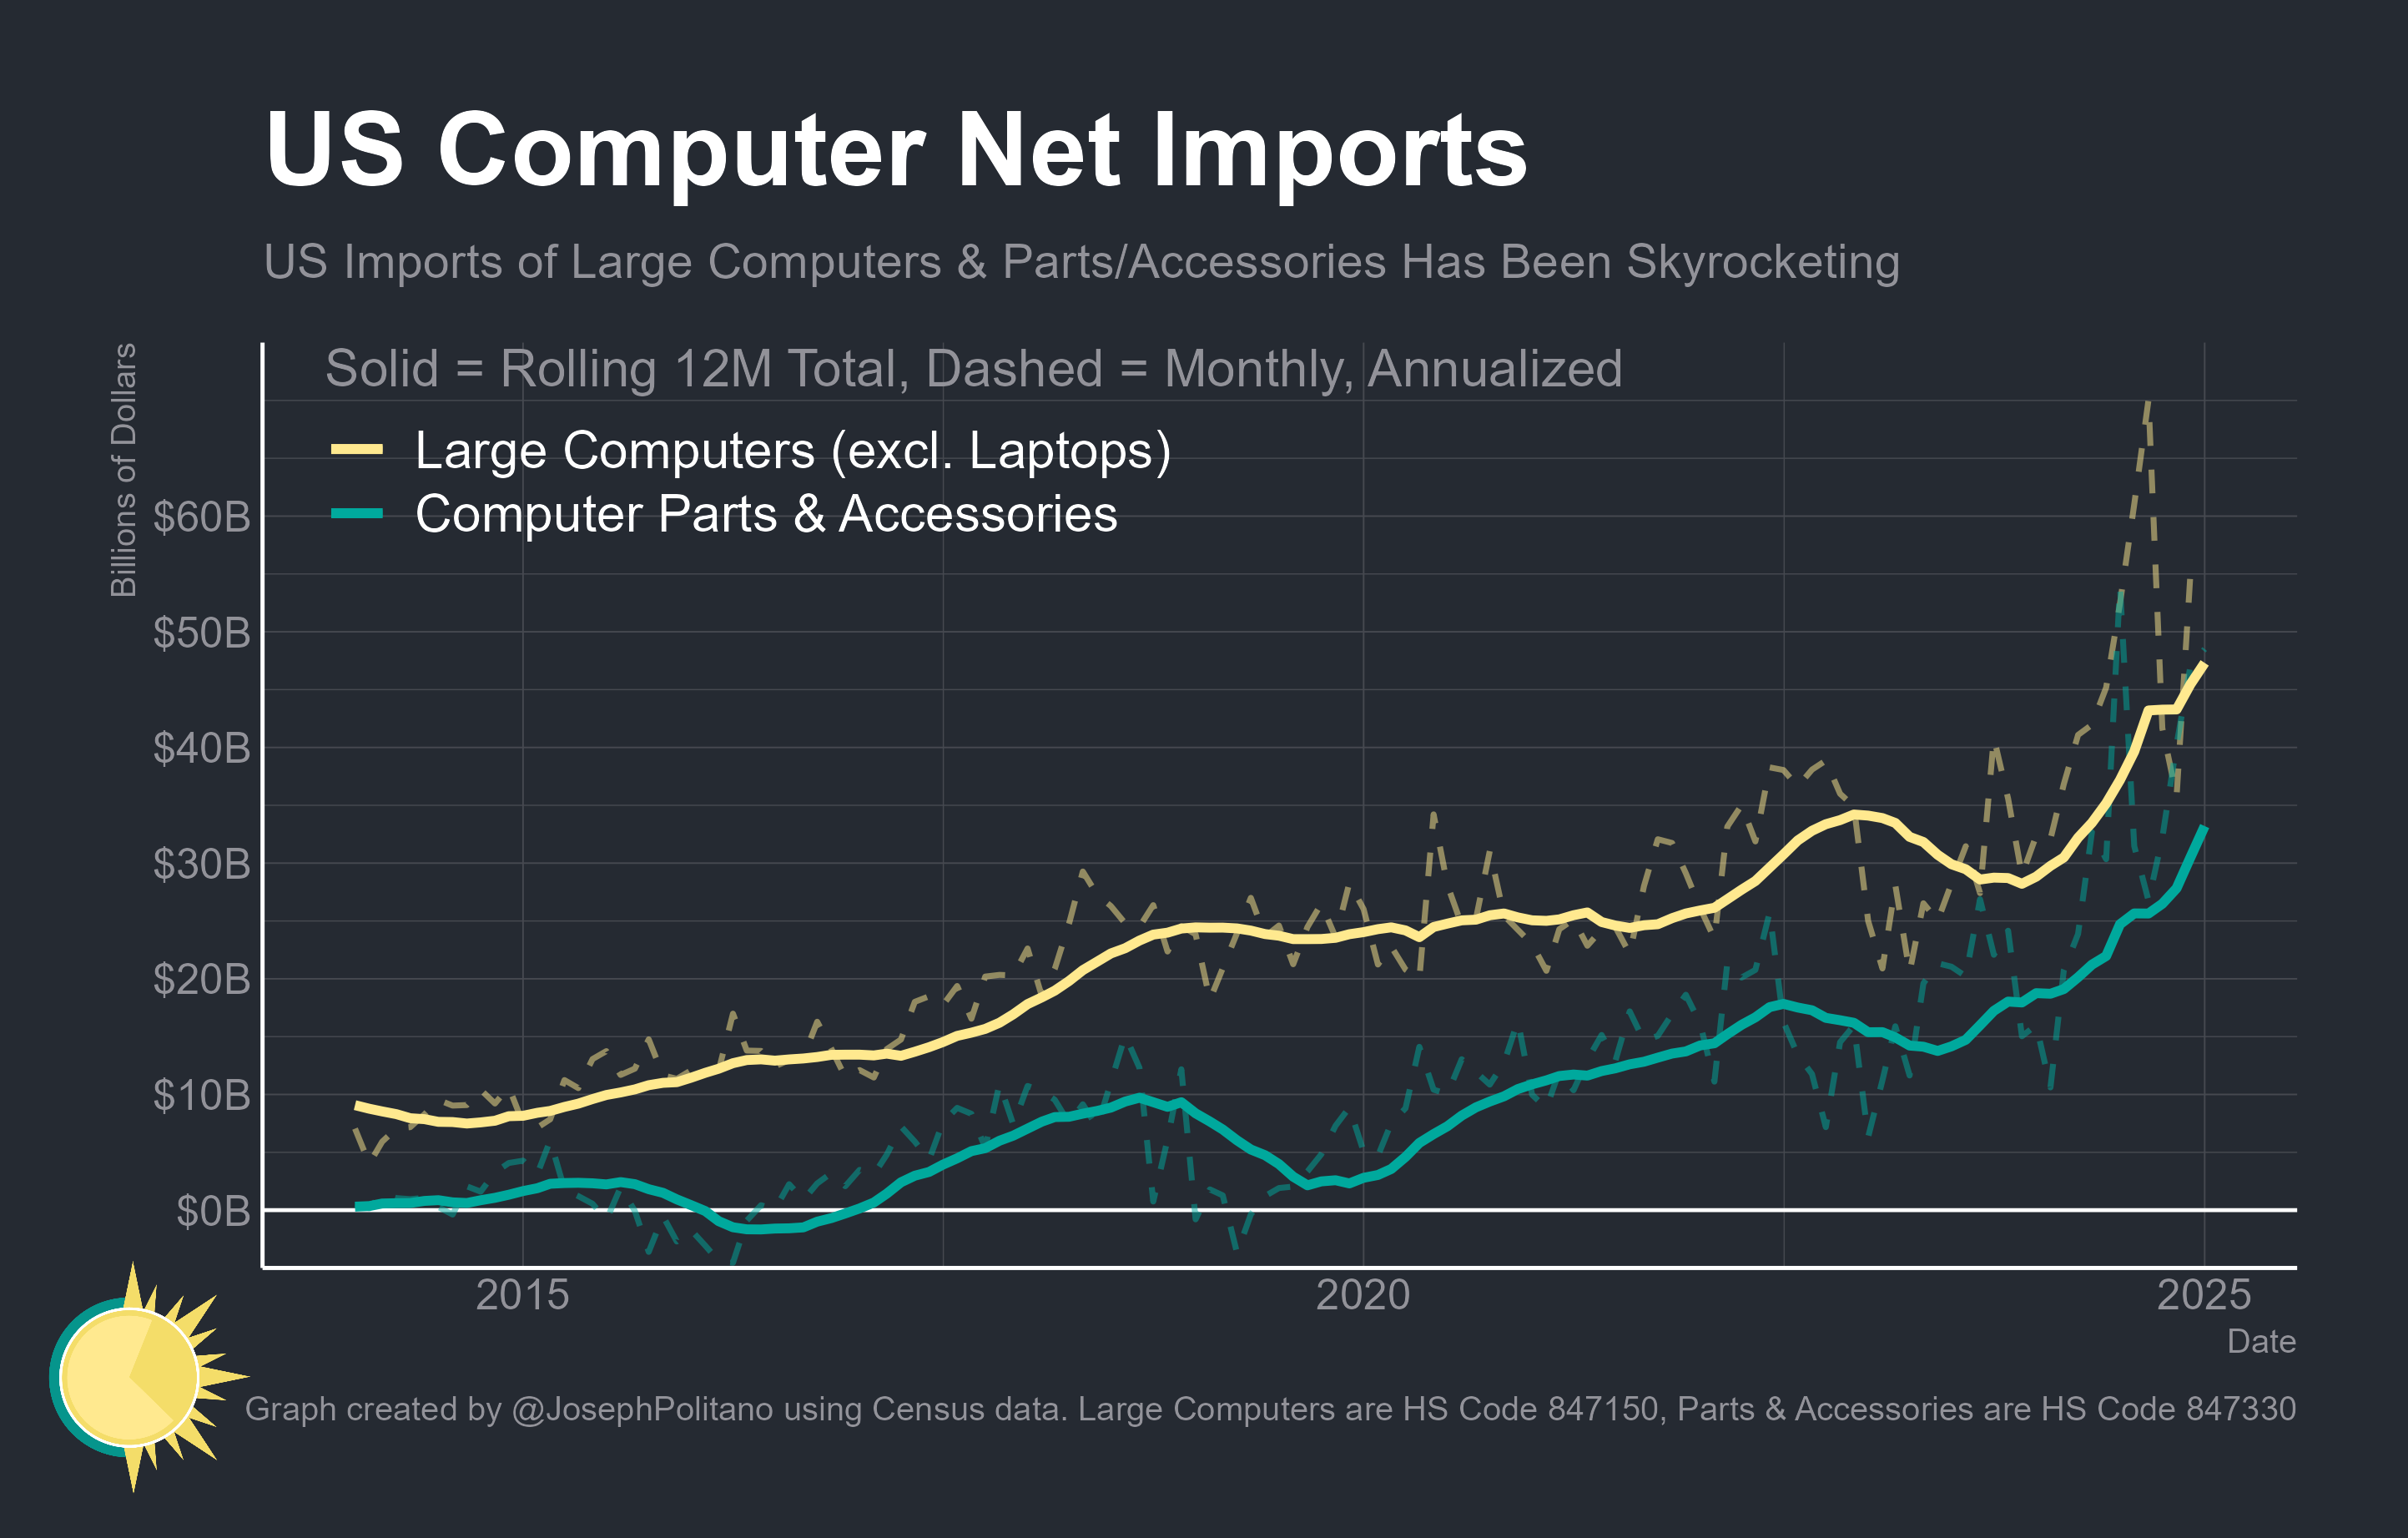 US Computer Net Imports
US Imports of Large Computers & Parts/Accessories Has Been Skyrocketing
Billions of Dollars
Solid = Rolling 12M Total, Dashed = Monthly, Annualized
Large Computers (excl. Laptops)
Computer Parts & Accessories
$60B
$50B
$40B
$30B
$20B
$10B
$0B
2015
2020
2025
Date
Graph created by @JosephPolitano using Census data. Large Computers are HS Code 847150, Parts & Accessories are HS Code 847330